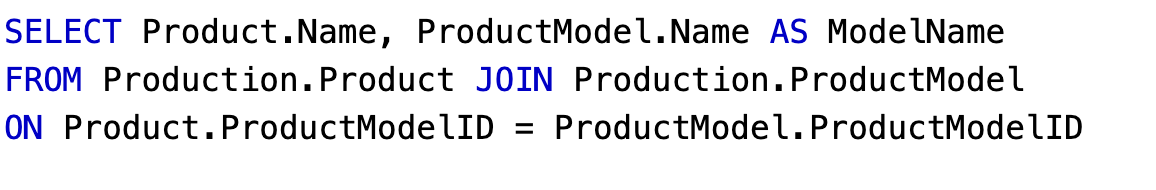 SELECT Product.Name, ProductModel.Name AS ModelName
FROM Production.Product JOIN Production.ProductModel
ON Product.ProductModelID = ProductModel.ProductModelID